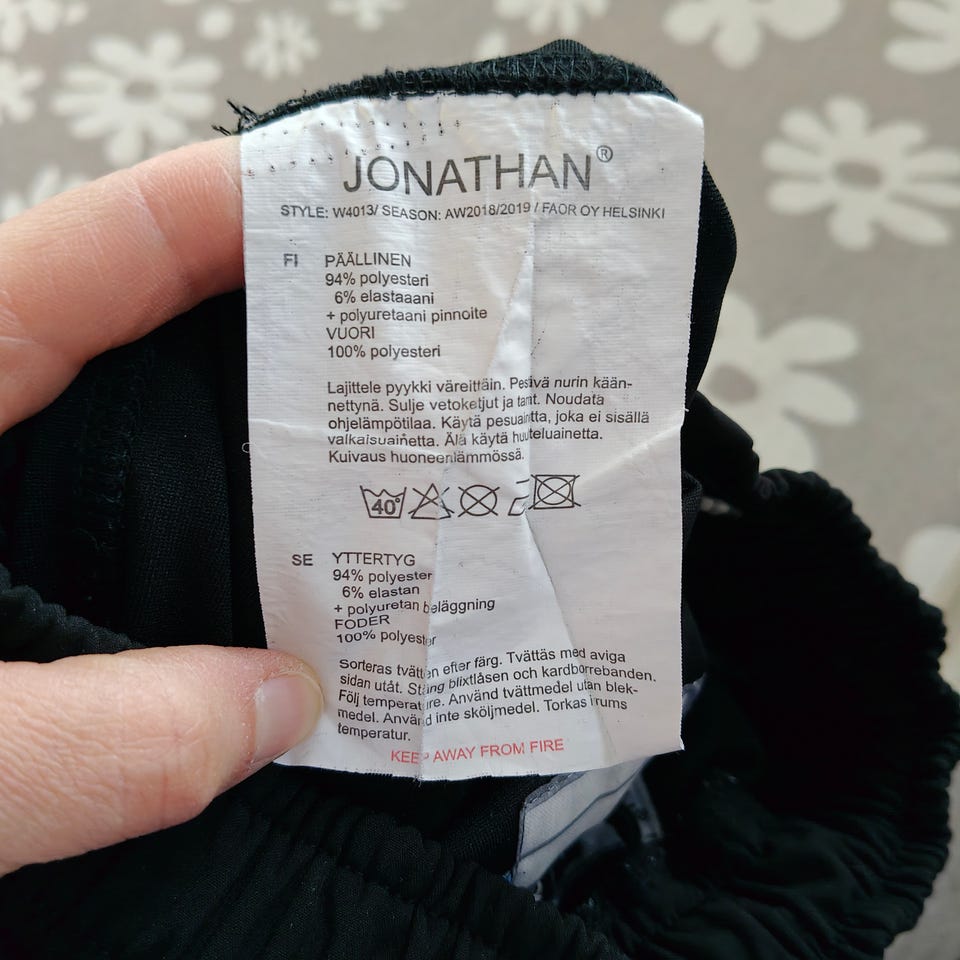 JONATHAN®
STYLE: W4013/ SEASON: AW2018/2019 / FAOR OY HELSINKI
FI PÄÄLLINEN
94% polyesteri
6% elastaaani
+ polyuretaani pinnoite
VUORI
100% polyesteri
Lajittele pyykki väreittäin. Pestävä nurin kään-
nettynä. Sulje vetoketjut ja tarrat. Noudata
ohjelämpötilaa. Käytä pesuainetta, joka ei sisällä
valkaisuainetta. Älä käytä huuteluainetta.
Kuivaus huoneenlämmössä.
40°
SE YTTERTYG
94% polyester
6% elastan
+ polyuretan beläggning
FODER
100% polyester
Sorteras tvätten efter färg. Tvättäs med aviga
sidan utåt. Stäng blixtlåsen och kardborrebanden.
Följ temperature. Använd tvättmedel utan blek-
medel. Använd inte sköljmedel. Torkas i rums
temperatur.
KEEP AWAY FROM FIRE